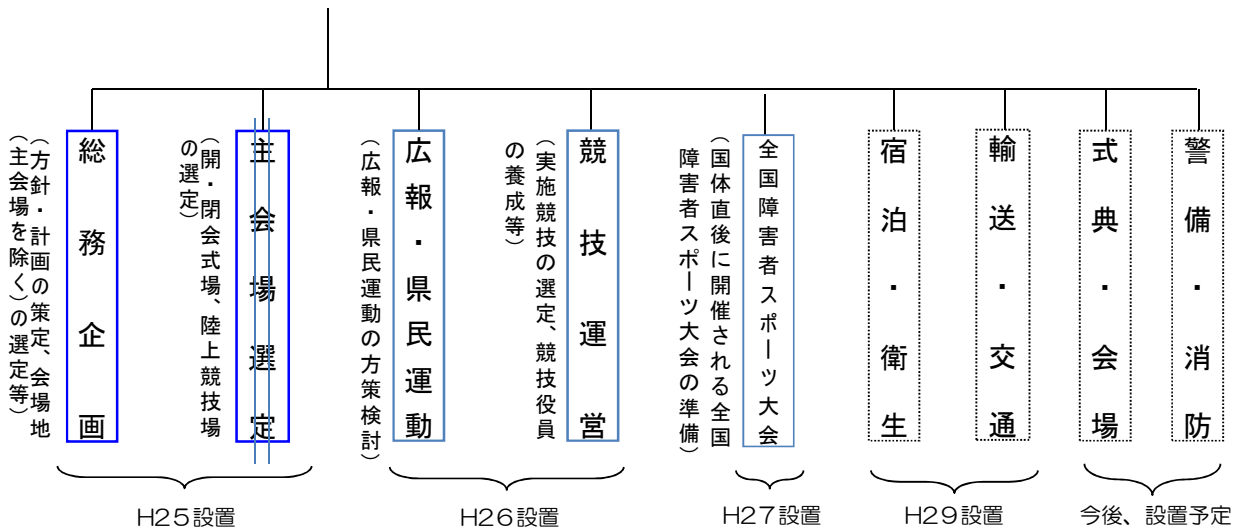 総務企画
（方針・計画の策定、会場地
（主会場を除く）の選定等）
主会場選定
（開・閉会式場、陸上競技場
の選定）
広報・県民運動
（広報・県民運動の方策検討）
競技運営
（実施競技の選定、競技役員
の養成等）
全国障害者スポーツ大会
（国体直後に開催される全国
障害者スポーツ大会の準備）
宿泊・衛生
輸送・交通
式典・会場
警備・消防
H25設置
H26設置
H27設置
H29設置
今後、設置予定